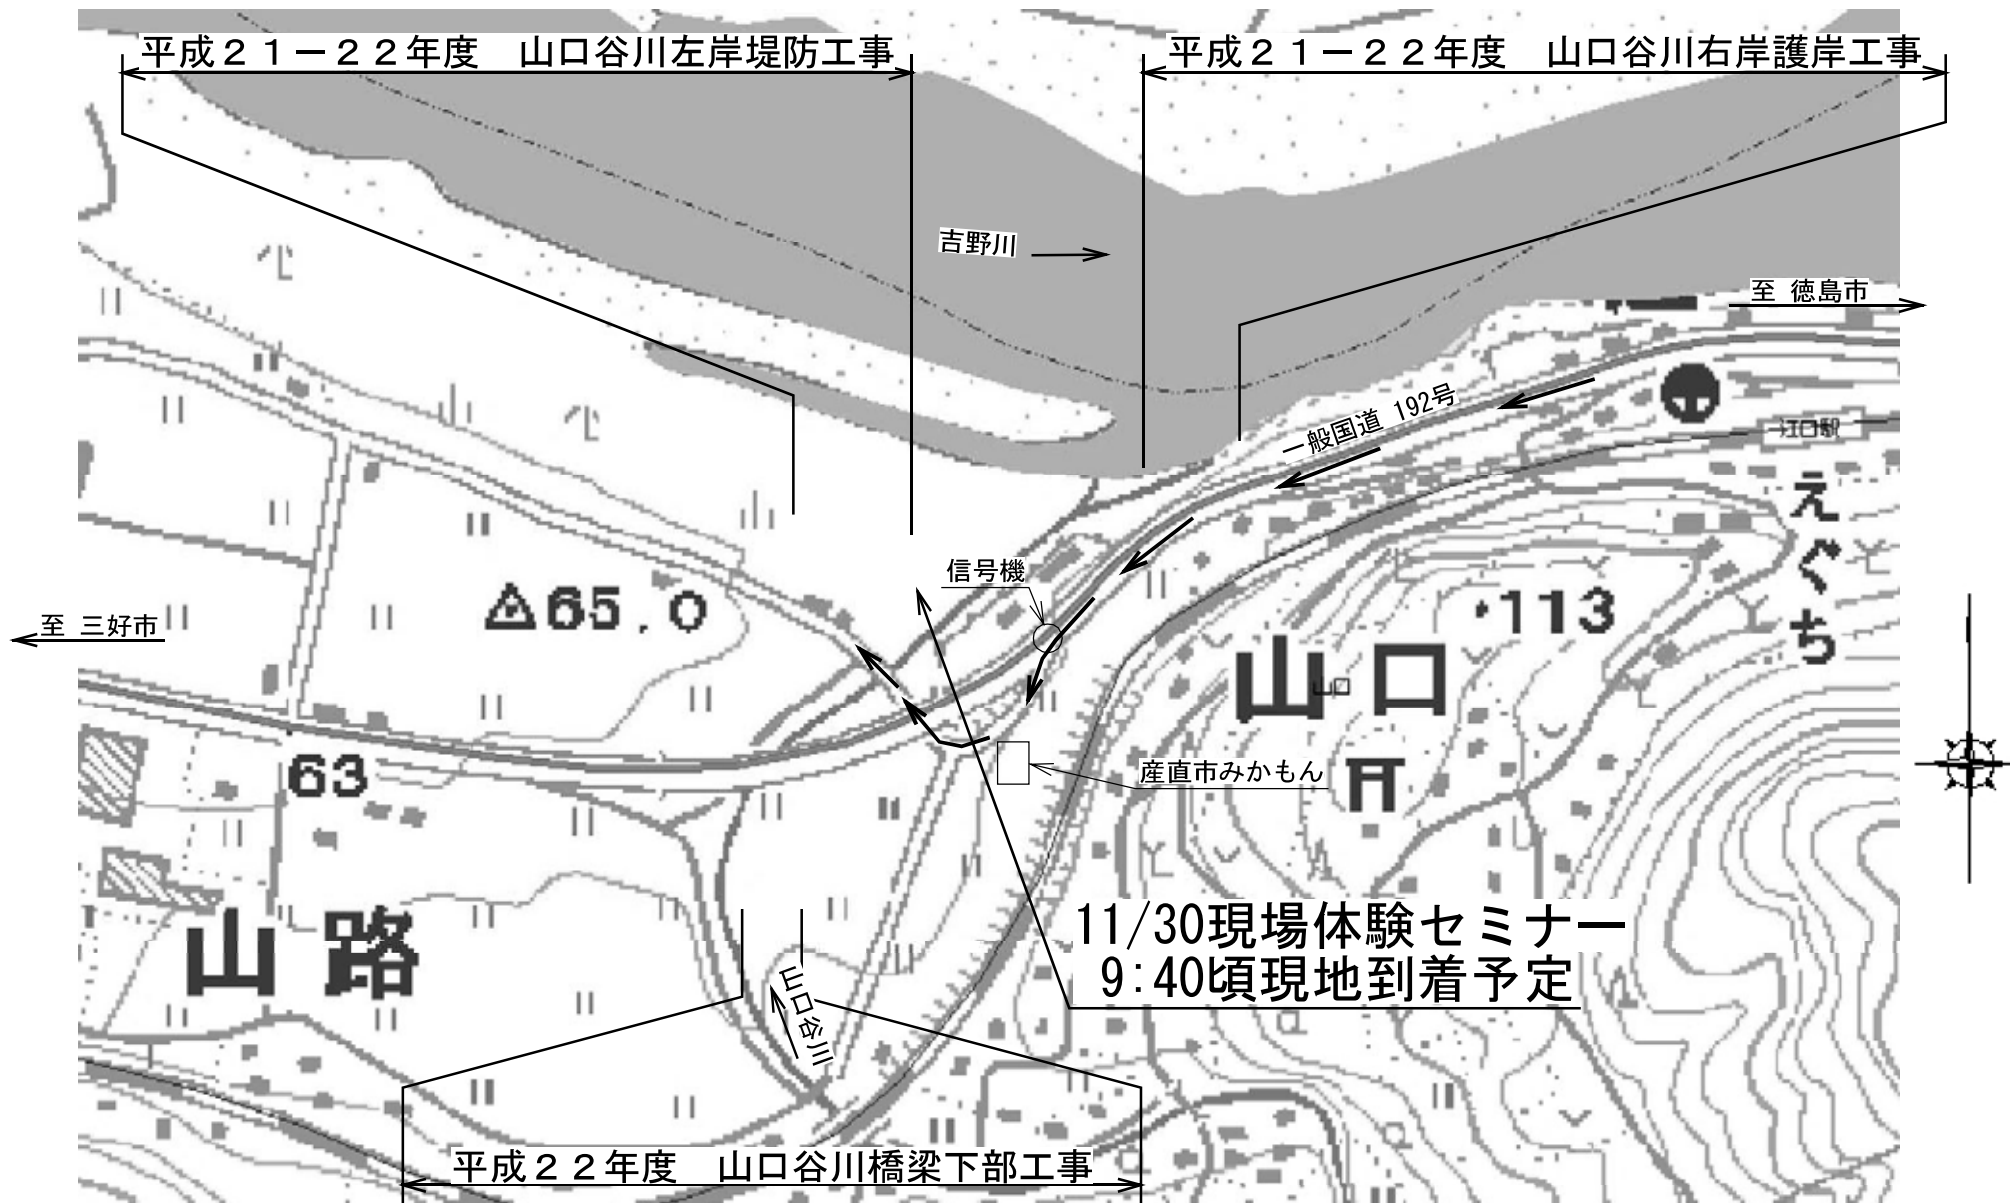 平成２１－２２年度　山口谷川左岸堤防工事
平成２１－２２年度　山口谷川右岸護岸工事
吉野川
至 徳島市
一般国道 192号
江口駅
えぐち
信号機
65.0
113
至 三好市
山口
山口
63
産直市みかもん
山路
11/30現場体験セミナー
9:40頃現地到着予定
山口谷川
平成２２年度　山口谷川橋梁下部工事